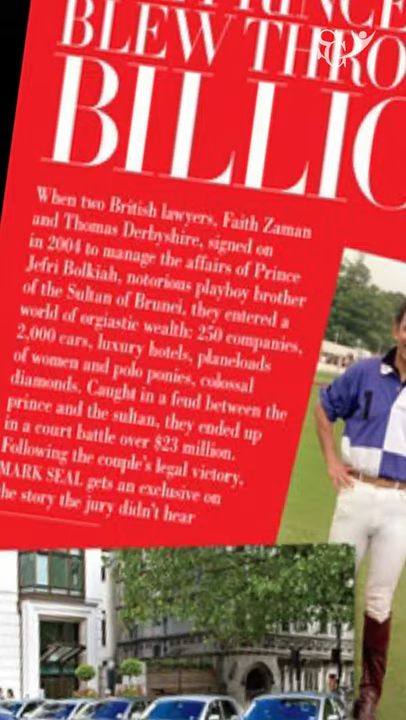 PRINCE
BLEW THRO
BILLIO
When two British lawyers, Faith Zaman
and Thomas Derbyshire, signed on
in 2004 to manage the affairs of Prince
Jefri Bolkiah, notorious playboy brother
of the Sultan of Brunei, they entered a
world of orgiastic wealth: 250 companies,
2,000 cars, luxury hotels, planeloads
of women and polo ponies, colossal
diamonds. Caught in a feud between the
prince and the sultan, they ended up
in a court battle over $23 million.
Following the couple's legal victory,
MARK SEAL gets an exclusive on
he story the jury didn't hear
1